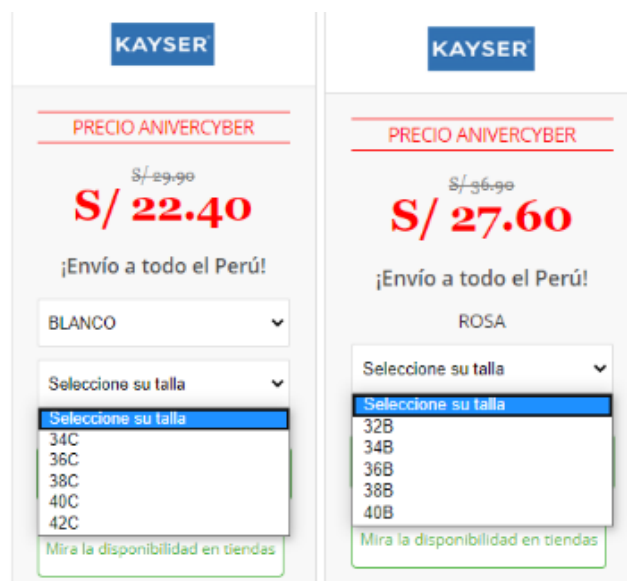 KAYSER
PRECIO ANIVERCYBER
S/ 29.90
S/ 22.40
¡Envío a todo el Perú!
BLANCO
Seleccione su talla
Seleccione su talla
34C
36C
38C
40C
42C
Mira la disponibilidad en tiendas
KAYSER
PRECIO ANIVERCYBER
S/ 36.90
S/ 27.60
¡Envío a todo el Perú!
ROSA
Seleccione su talla
Seleccione su talla
32B
34B
36B
38B
40B
Mira la disponibilidad en tiendas